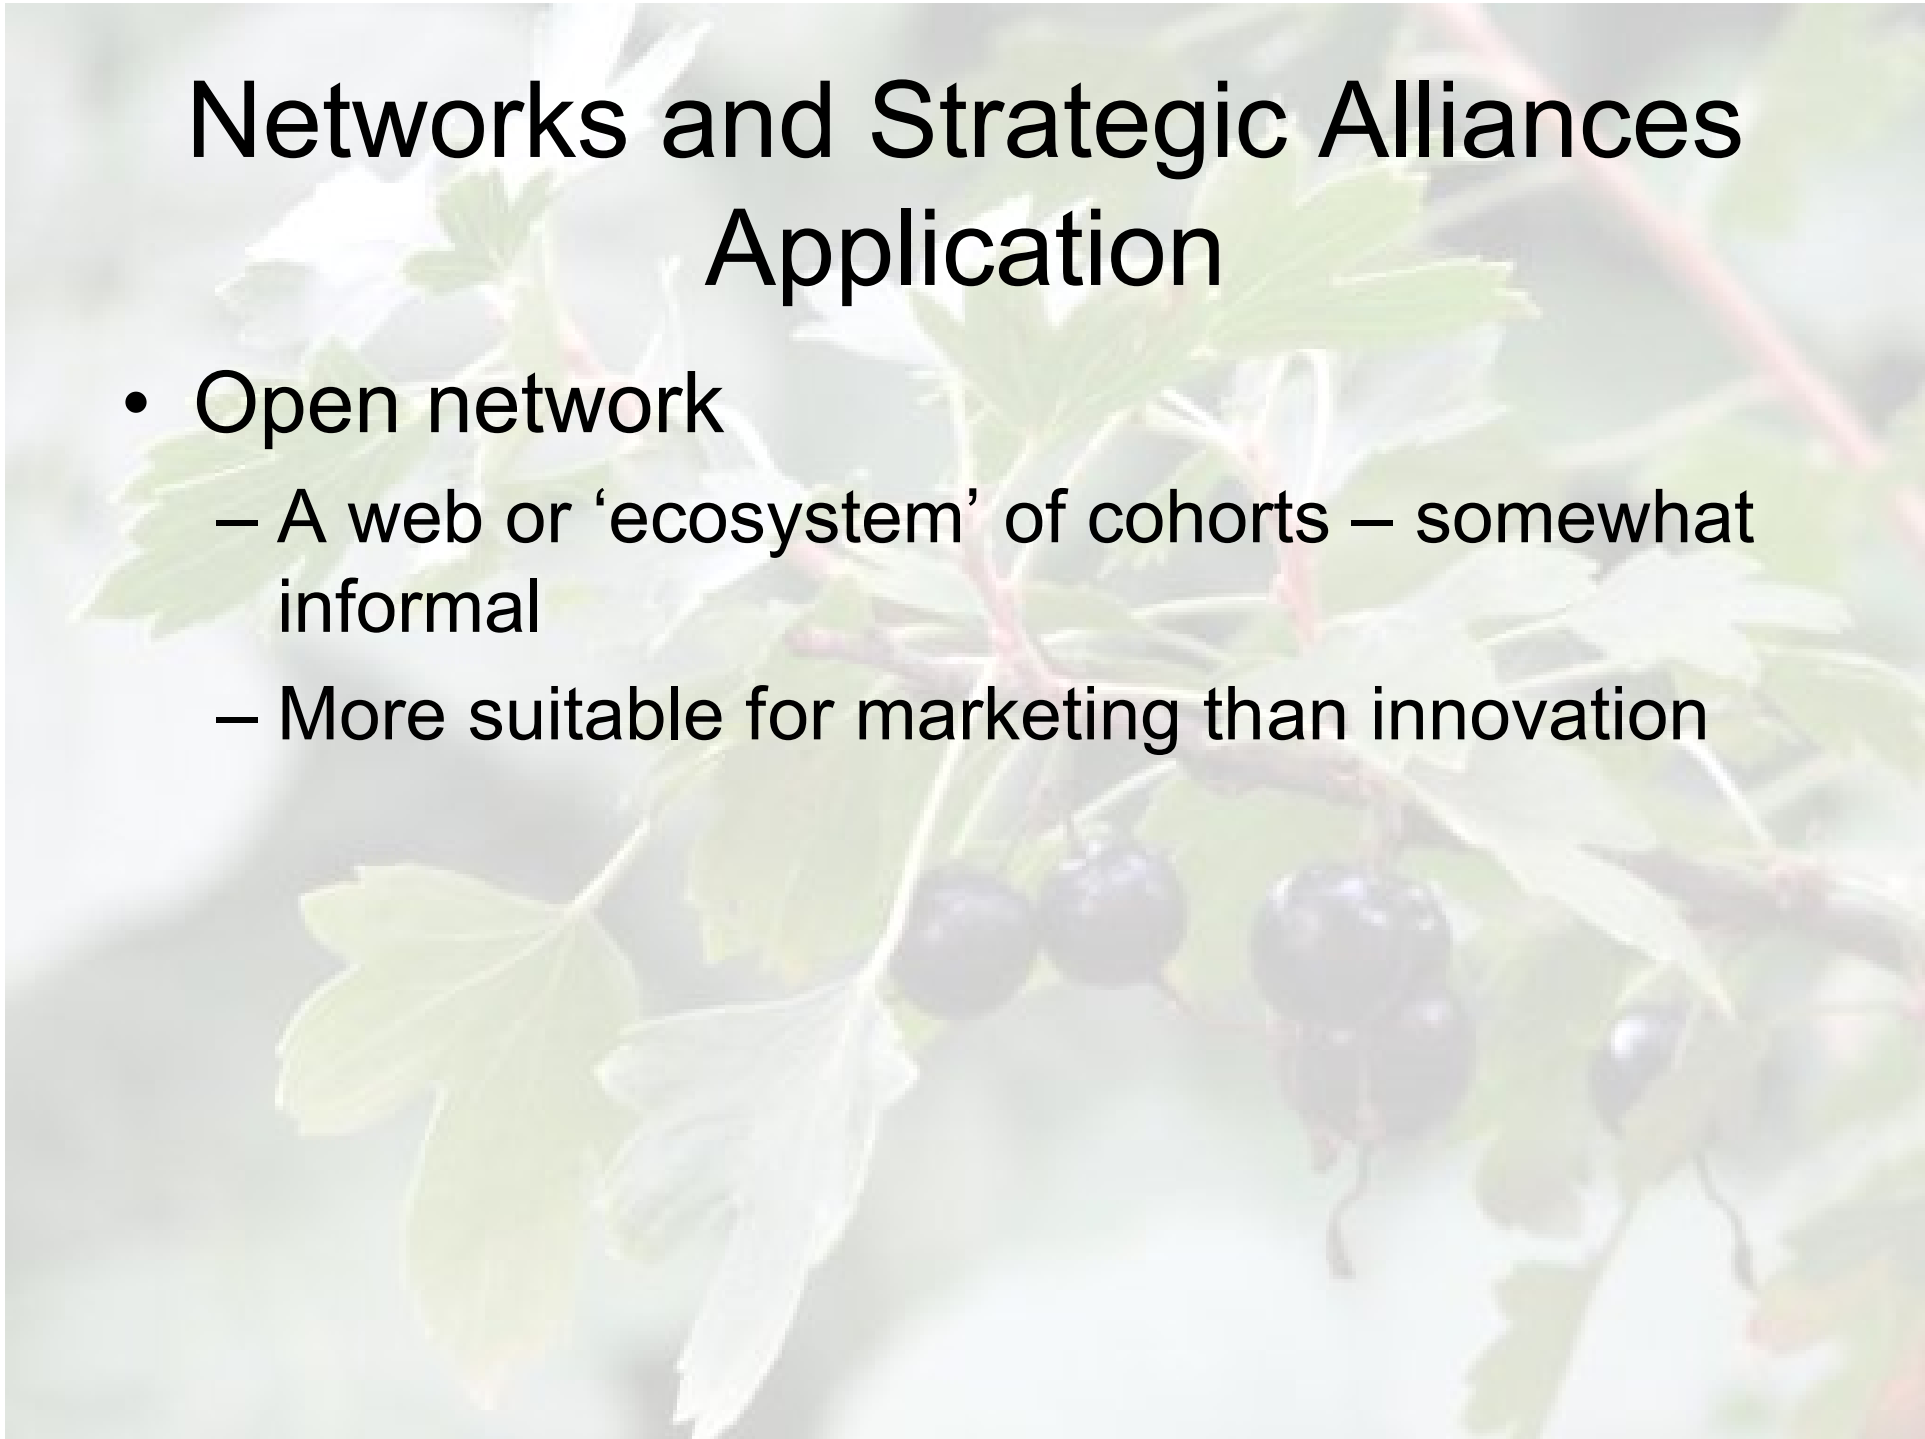 Networks and Strategic Alliances
Application
• Open network
– A web or ‘ecosystem’ of cohorts – somewhat
informal
– More suitable for marketing than innovation